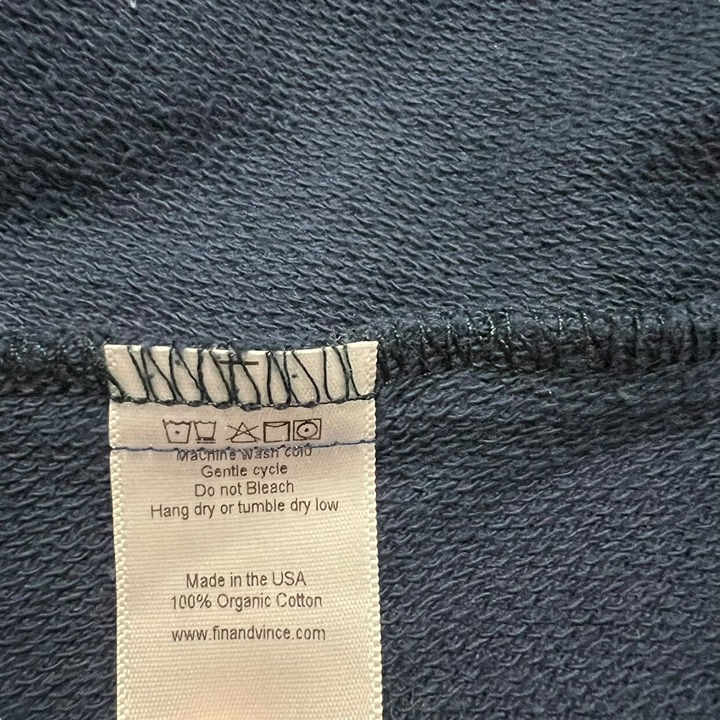 Machine wash cold
Gentle cycle
Do not Bleach
Hang dry or tumble dry low
Made in the USA
100% Organic Cotton
www.finandvince.com